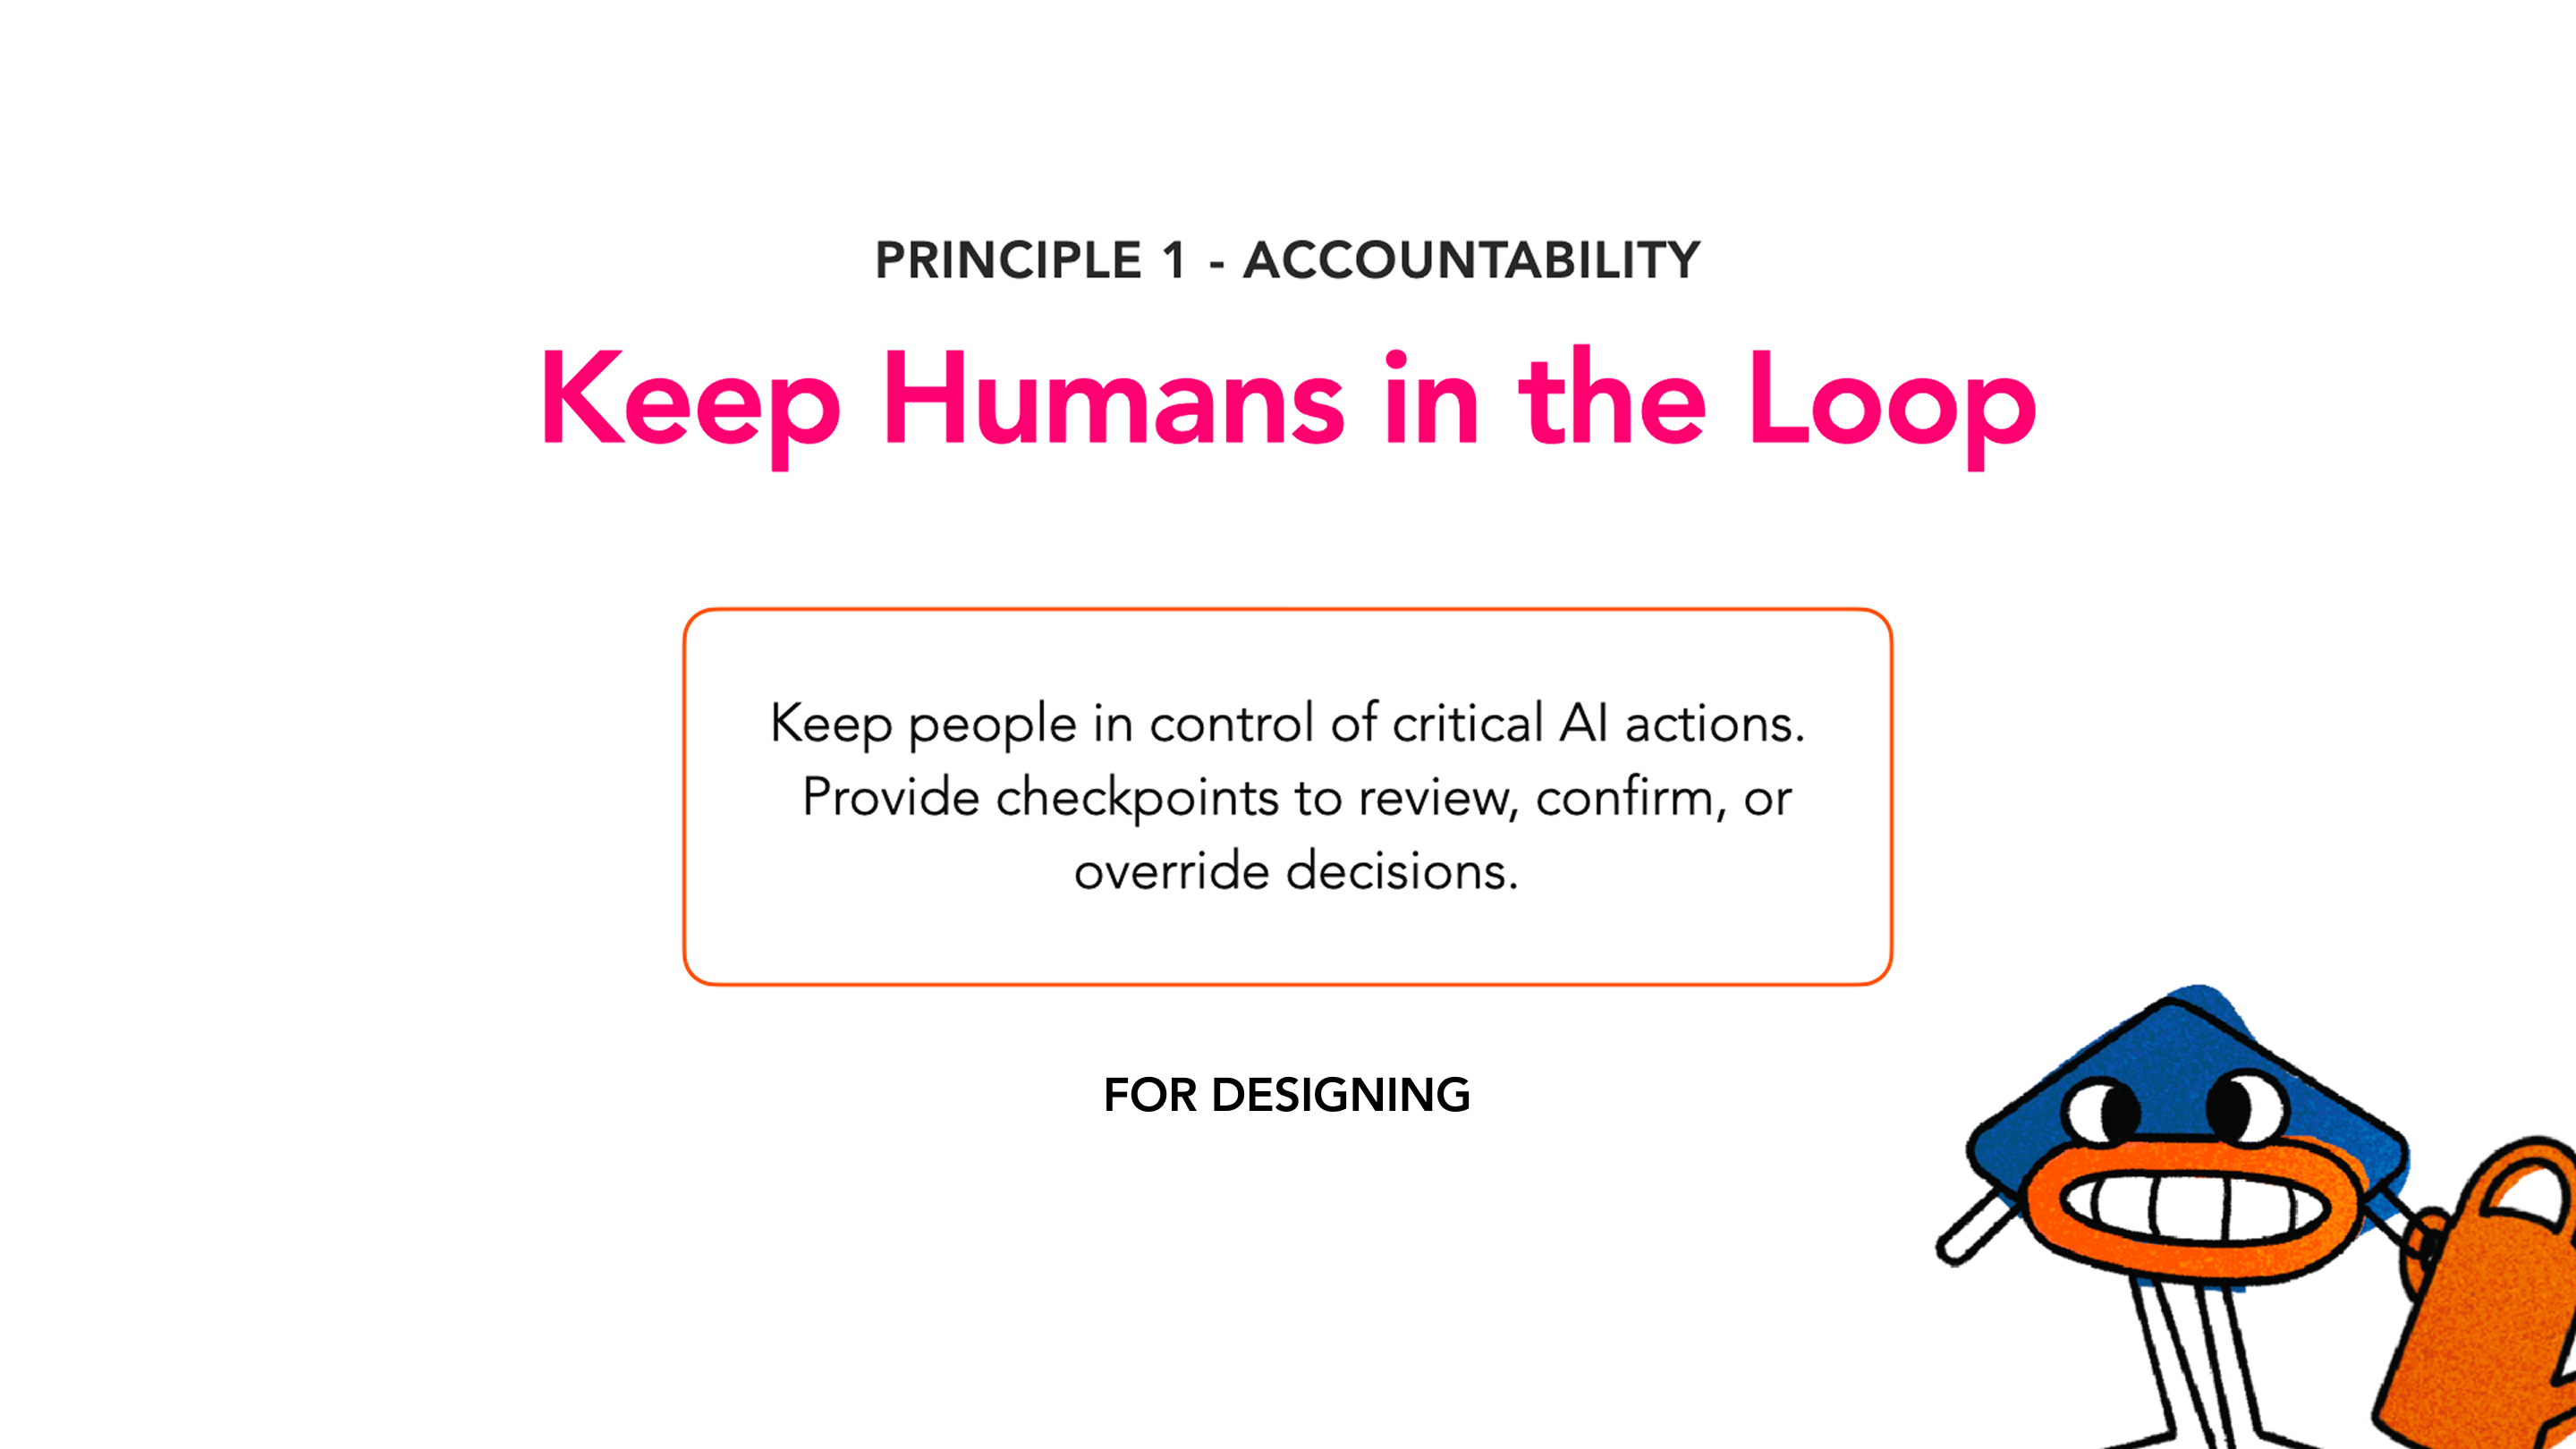 PRINCIPLE 1 - ACCOUNTABILITY
Keep Humans in the Loop
Keep people in control of critical AI actions.
Provide checkpoints to review, confirm, or
override decisions.
FOR DESIGNING